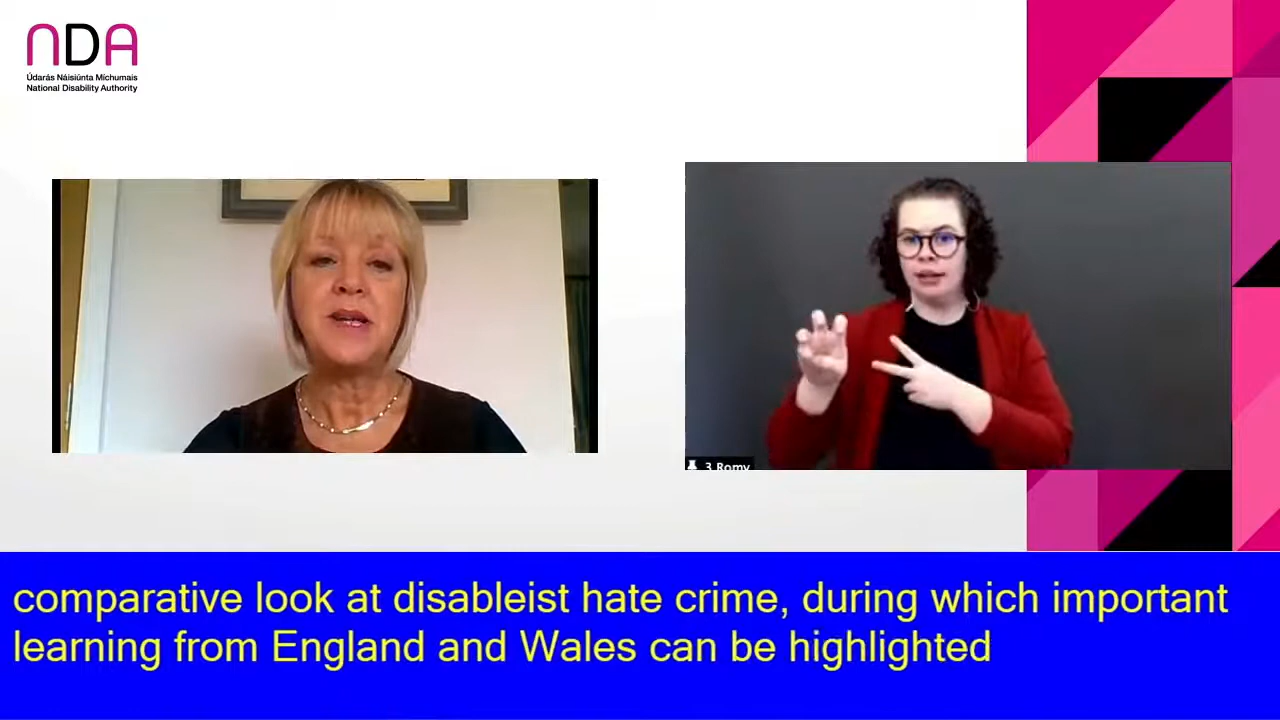 NDA
Údarás Náisiúnta Míchumais
National Disability Authority
3 Romy
comparative look at disableist hate crime, during which important
learning from England and Wales can be highlighted